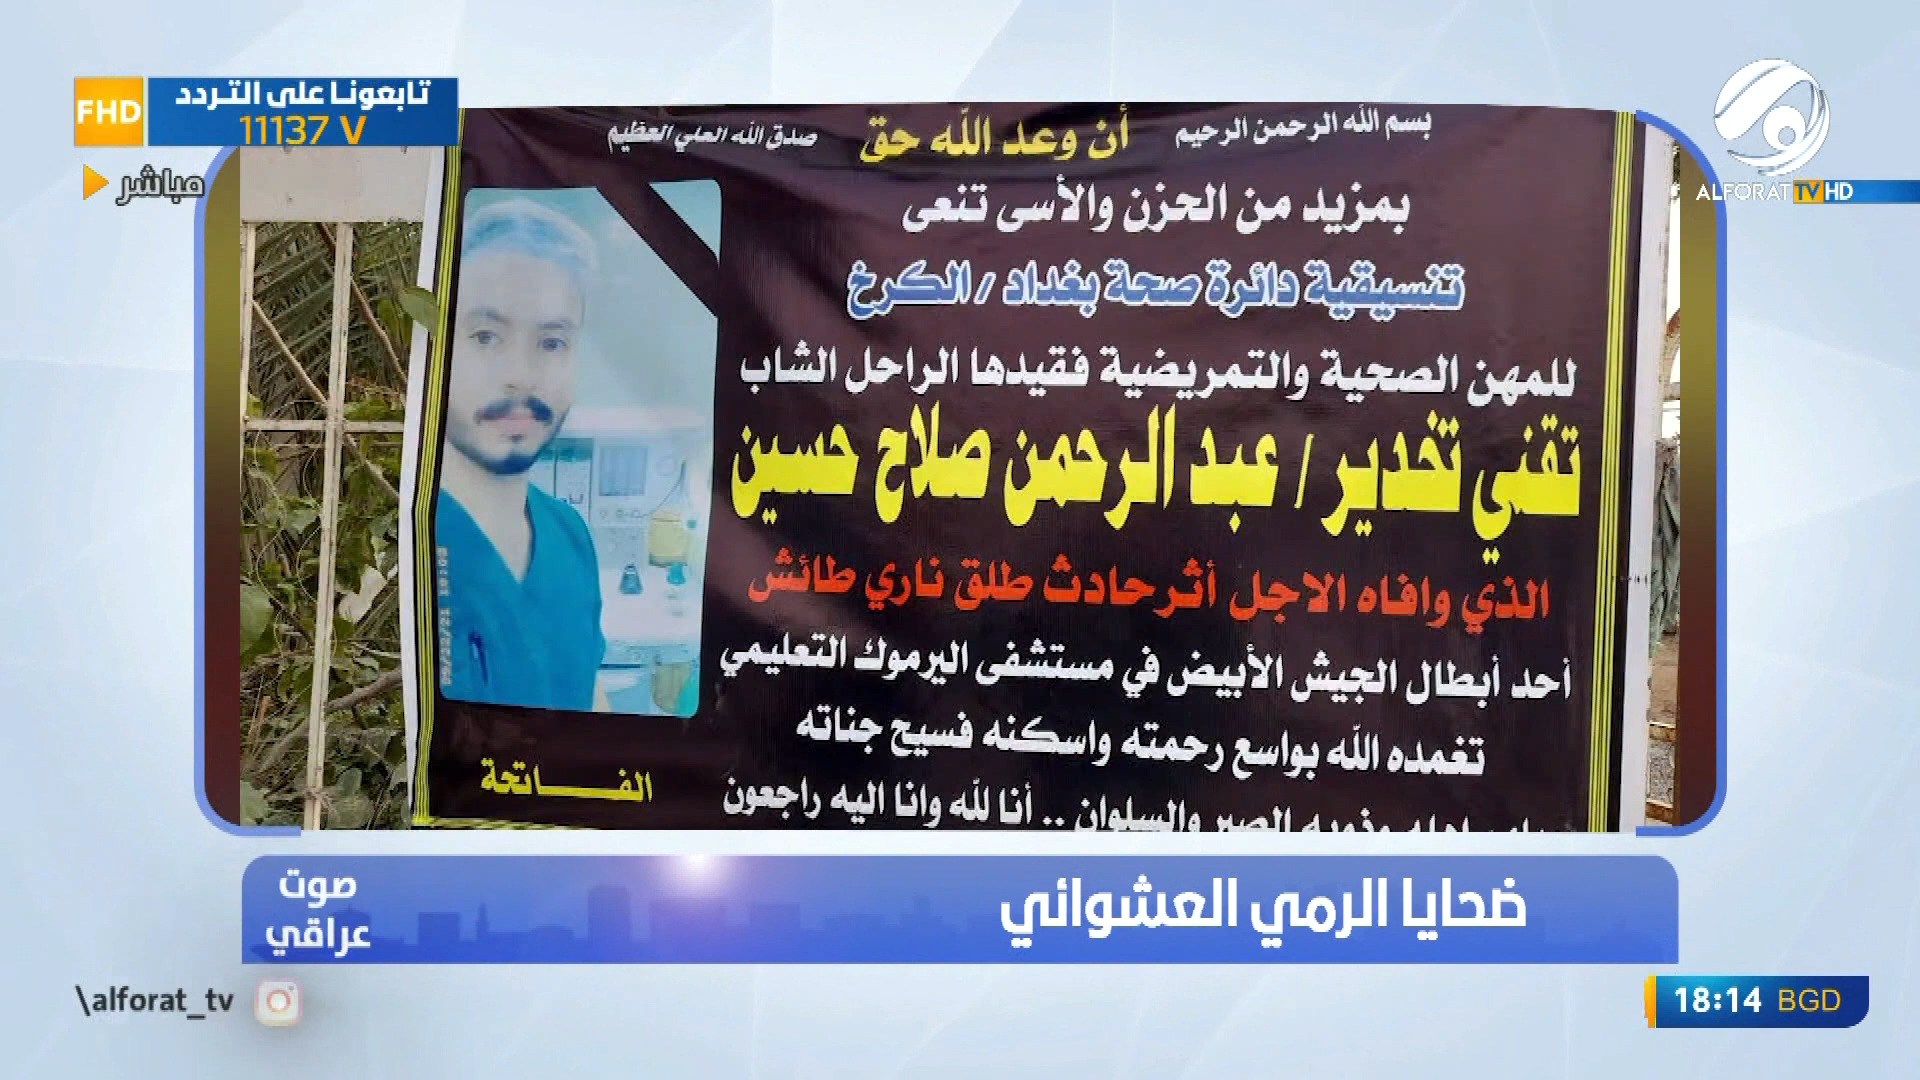 FHD
تابعونا على التردد
11137 V
مباشر
ALFORAT TV HD
بسم الله الرحمن الرحيم
أن وعد الله حق
صدق الله العلي العظيم
بمزيد من الحزن والأسى تنعى
تنسيقية دائرة صحة بغداد / الكرخ
للمهن الصحية والتمريضية فقيدها الراحل الشاب
تقني تخدير / عبد الرحمن صلاح حسين
الذي وافاه الاجل أثر حادث طلق ناري طائش
أحد أبطال الجيش الأبيض في مستشفى اليرموك التعليمي
تغمده الله بواسع رحمته واسكنه فسيح جناته
وذويه الصبر والسلوان .. أنا لله وانا اليه راجعون
الفـــاتحة
ضحايا الرمي العشوائي
صوت
عراقي
\alforat_tv
18:14 BGD